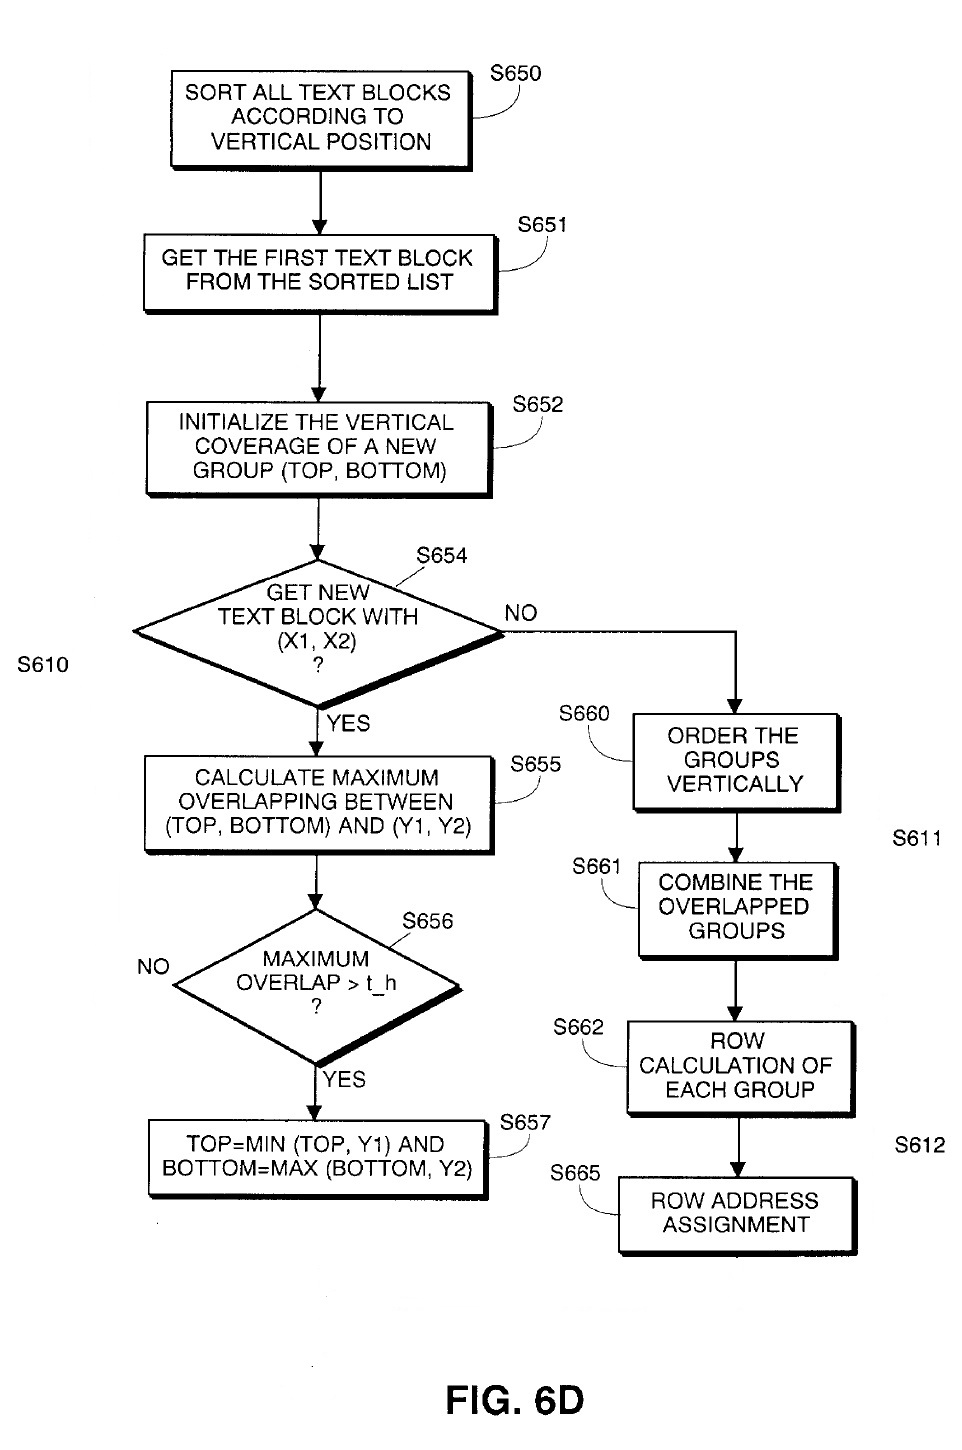 S650
SORT ALL TEXT BLOCKS
ACCORDING TO
VERTICAL POSITION
S651
GET THE FIRST TEXT BLOCK
FROM THE SORTED LIST
S652
INITIALIZE THE VERTICAL
COVERAGE OF A NEW
GROUP (TOP, BOTTOM)
S654
GET NEW
TEXT BLOCK WITH
(X1, X2)
?
NO
S610
YES
S655
CALCULATE MAXIMUM
OVERLAPPING BETWEEN
(TOP, BOTTOM) AND (Y1, Y2)
S656
NO
MAXIMUM
OVERLAP > t_h
?
YES
S657
TOP=MIN (TOP, Y1) AND
BOTTOM=MAX (BOTTOM, Y2)
S660
ORDER THE
GROUPS
VERTICALLY
S611
S661
COMBINE THE
OVERLAPPED
GROUPS
S662
ROW
CALCULATION OF
EACH GROUP
S612
S665
ROW ADDRESS
ASSIGNMENT
FIG. 6D